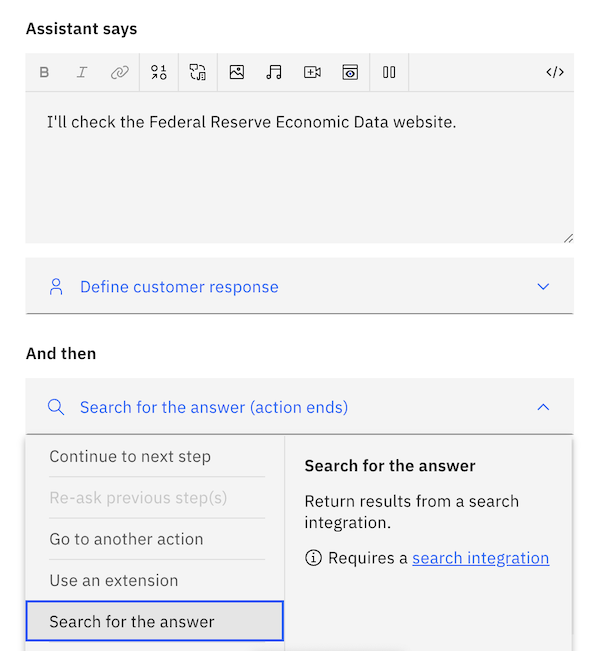 Assistant says
B I
I'll check the Federal Reserve Economic Data website.
Define customer response
And then
Search for the answer (action ends)
Continue to next step
Re-ask previous step(s)
Go to another action
Use an extension
Search for the answer
Search for the answer
Return results from a search
integration.
Requires a search integration